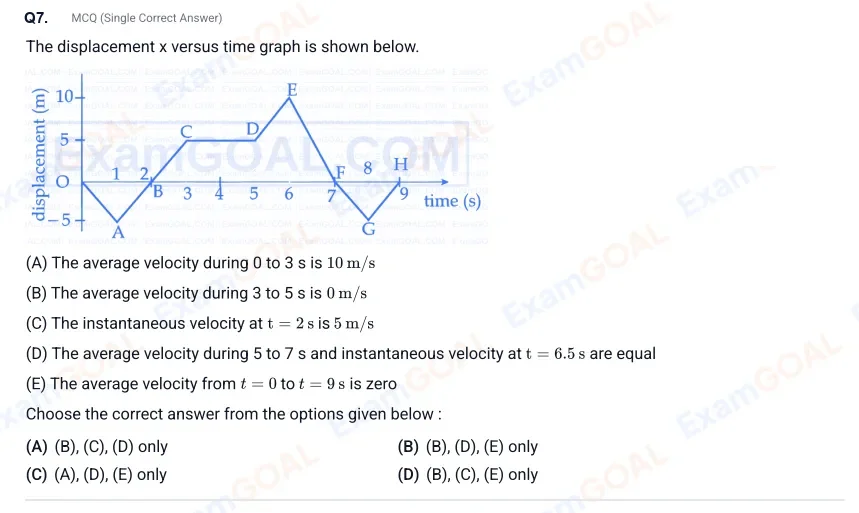 Q7. MCQ (Single Correct Answer)
The displacement x versus time graph is shown below.
displacement (m)
10
5
O
−5
A
B
C
D
E
F
G
H
1 2 3 4 5 6 7 8 9
time (s)
ExamGOAL.COM
(A) The average velocity during 0 to 3 s is 10 m/s
(B) The average velocity during 3 to 5 s is 0 m/s
(C) The instantaneous velocity at t = 2 s is 5 m/s
(D) The average velocity during 5 to 7 s and instantaneous velocity at t = 6.5 s are equal
(E) The average velocity from t = 0 to t = 9 s is zero
Choose the correct answer from the options given below :
(A) (B), (C), (D) only
(B) (B), (D), (E) only
(C) (A), (D), (E) only
(D) (B), (C), (E) only
ExamGOAL